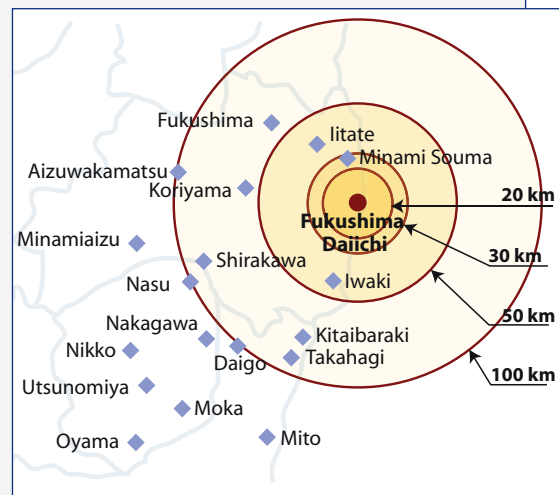 Fukushima
Iitate
Minami Souma
Aizuwakamatsu
Koriyama
20 km
Fukushima
Daiichi
Minamiaizu
30 km
Shirakawa
Nasu
Iwaki
50 km
Nakagawa
Kitaibaraki
Nikko
Daigo
Takahagi
100 km
Utsunomiya
Moka
Oyama
Mito